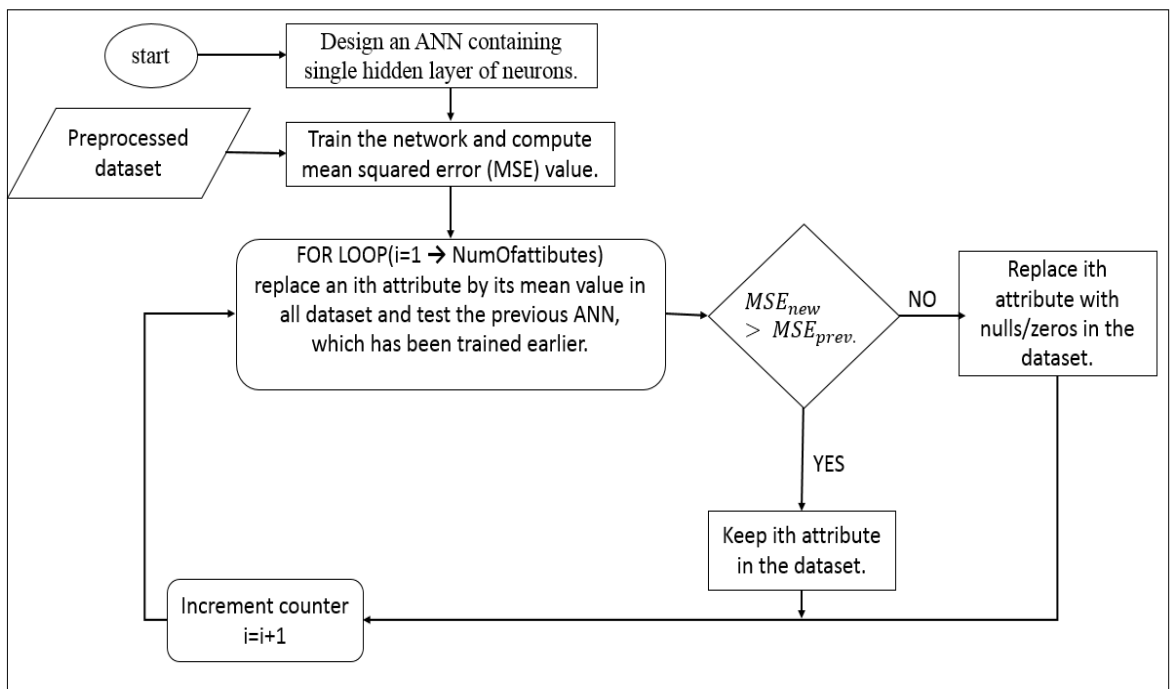 start
Design an ANN containing
single hidden layer of neurons.
Preprocessed
dataset
Train the network and compute
mean squared error (MSE) value.
FOR LOOP(i=1 → NumOfattibutes)
replace an ith attribute by its mean value in
all dataset and test the previous ANN,
which has been trained earlier.
MSE_new
> MSE_prev.
NO
Replace ith
attribute with
nulls/zeros in the
dataset.
YES
Keep ith attribute
in the dataset.
Increment counter
i=i+1